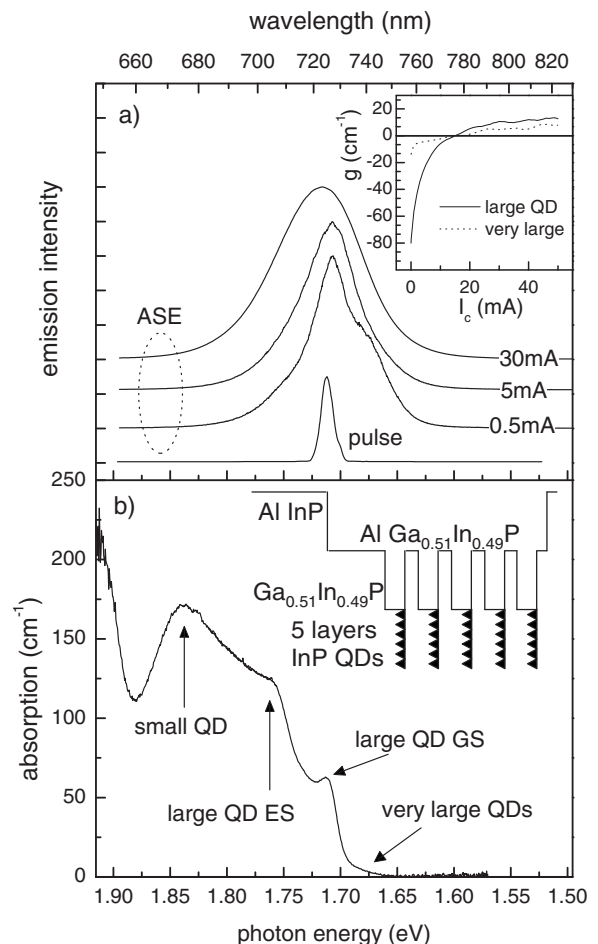 wavelength (nm)
660 680 700 720 740 760 780 800 820
a)
emission intensity
ASE
30mA
5mA
0.5mA
pulse
g (cm-1)
20
0
-20
-40
-60
-80
large QD
very large
0 20 40
Ic (mA)
b)
absorption (cm-1)
250
200
150
100
50
0
Al InP
Al Ga0.51In0.49P
Ga0.51In0.49P
5 layers
InP QDs
small QD
large QD GS
large QD ES
very large QDs
1.90 1.85 1.80 1.75 1.70 1.65 1.60 1.55 1.50
photon energy (eV)